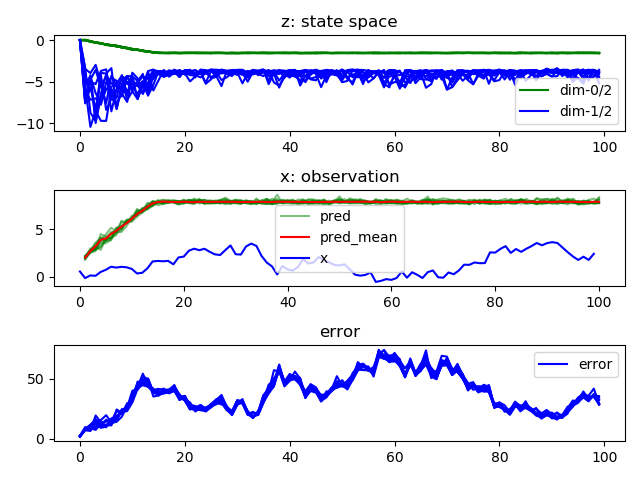 z: state space
0
−5
−10
dim-0/2
dim-1/2
0 20 40 60 80 100
x: observation
5
0
pred
pred_mean
x
0 20 40 60 80 100
error
50
0
error
0 20 40 60 80 100